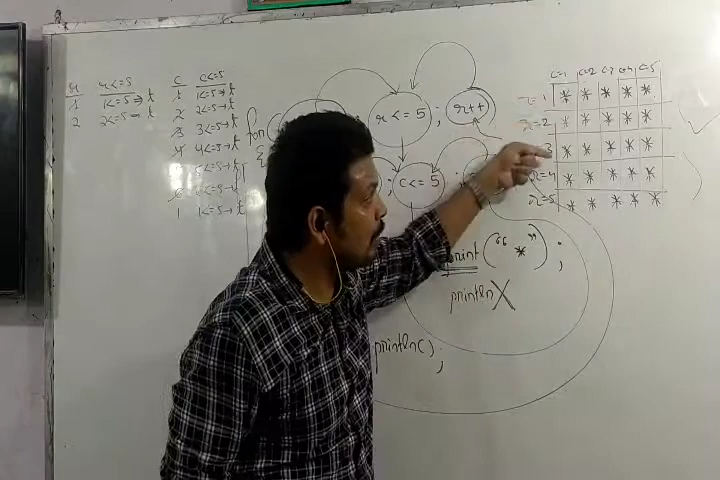 r r<=5
1 1<=5→t
2 2<=5→t
c c<=5
1 1<=5→t
2 2<=5→t
3 3<=5→t
4 4<=5→t
5 5<=5→t
6 6<=5
1 1<=5→t
for
{
r<=5 ; r++
c<=5 ;
print("*");
println X
println();
c=1 c=2 c=3 c=4 c=5
r=1 * * * * *
r=2 * * * * *
3 * * * * *
r=4 * * * * *
r=5 * * * * *